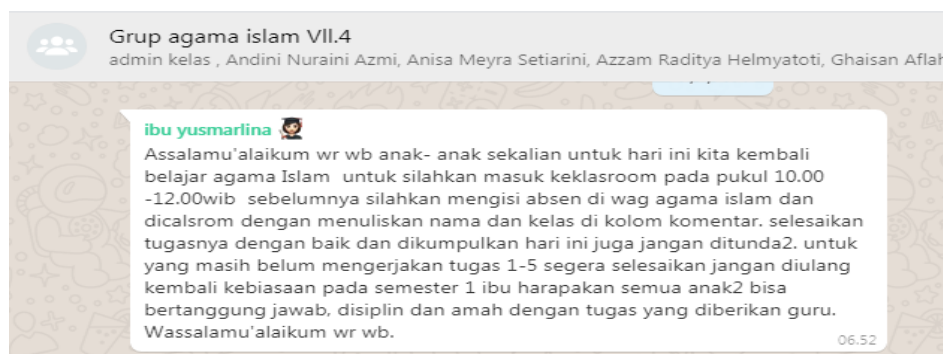 Grup agama islam Vll.4
admin kelas , Andini Nuraini Azmi, Anisa Meyra Setiarini, Azzam Raditya Helmyatoti, Ghaisan Aflah
ibu yusmarlina
Assalamu'alaikum wr wb anak- anak sekalian untuk hari ini kita kembali
belajar agama Islam untuk silahkan masuk keklasroom pada pukul 10.00
-12.00wib sebelumnya silahkan mengisi absen di wag agama islam dan
dicalsrom dengan menuliskan nama dan kelas di kolom komentar. selesaikan
tugasnya dengan baik dan dikumpulkan hari ini juga jangan ditunda2. untuk
yang masih belum mengerjakan tugas 1-5 segera selesaikan jangan diulang
kembali kebiasaan pada semester 1 ibu harapakan semua anak2 bisa
bertanggung jawab, disiplin dan amah dengan tugas yang diberikan guru.
Wassalamu'alaikum wr wb.
06.52